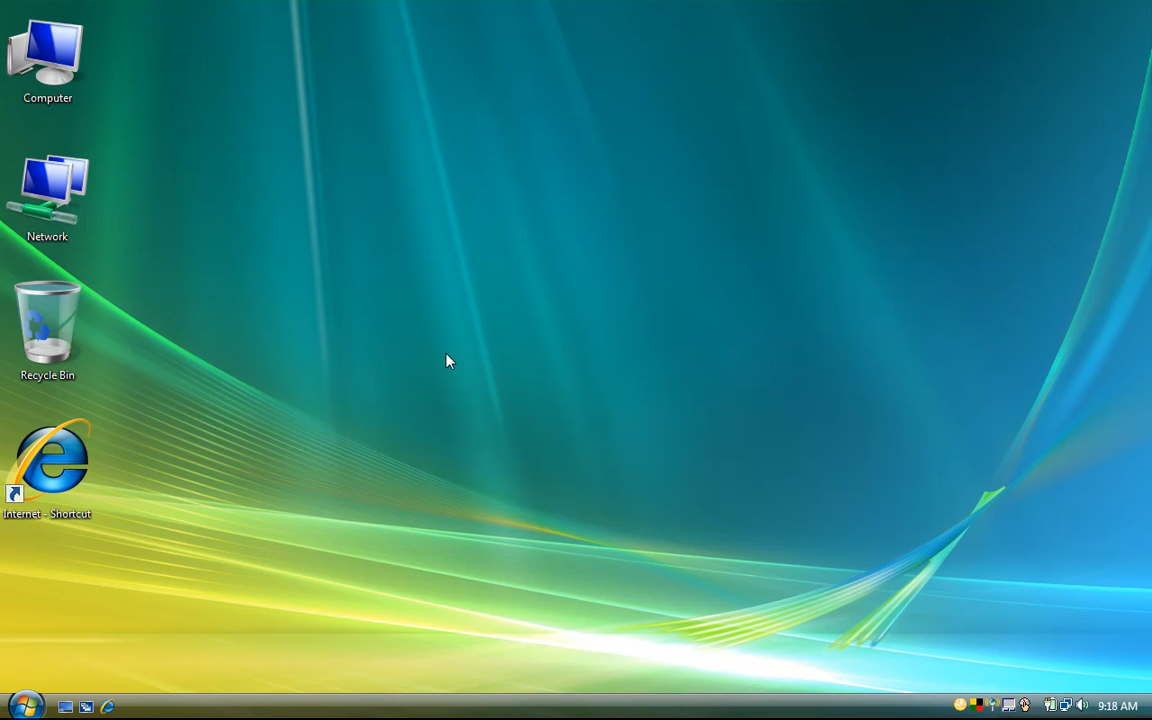 Computer
Network
Recycle Bin
Internet - Shortcut
9:18 AM